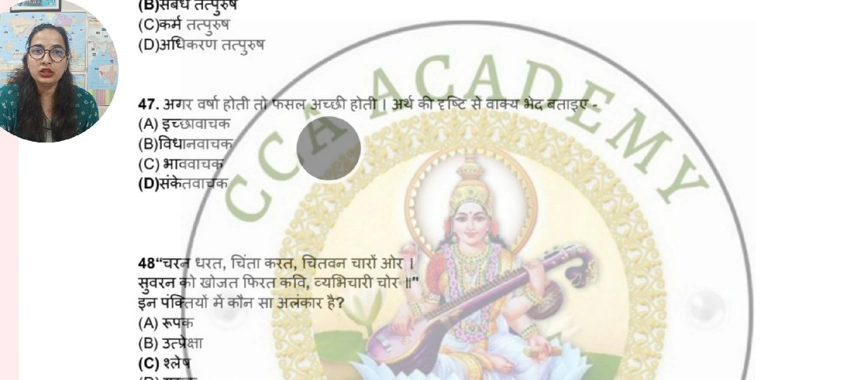 (B)संबंध तत्पुरुष
(C)कर्म तत्पुरुष
(D)अधिकरण तत्पुरुष
47. अगर वर्षा होती तो फसल अच्छी होती । अर्थ की दृष्टि से वाक्य भेद बताइए -
(A) इच्छावाचक
(B)विधानवाचक
(C) भाववाचक
(D)संकेतवाचक
CCA ACADEMY
48“चरन धरत, चिंता करत, चितवन चारों ओर ।
सुवरन को खोजत फिरत कवि, व्यभिचारी चोर ॥”
इन पंक्तियों में कौन सा अलंकार है?
(A) रूपक
(B) उत्प्रेक्षा
(C) श्लेष